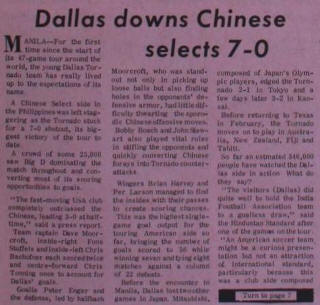 Dallas downs Chinese
selects 7-0
MANILA—For the first
time since the start of
its 47-game tour around the
world, the young Dallas Tor-
nado team has really lived
up to the expectations of its
name.
A Chinese Select side in
the Philippines was left stag-
gering as the Tornado stuck
for a 7-0 shutout, its big-
gest victory of the tour to
date.
A crowd of some 25,000
saw Big D dominating the
match throughout and con-
verting most of its scoring
opportunities to goals.
"The fast-moving USA club
completely outclassed the
Chinese, leading 3-0 at half-
time," said a press report.
Team captain Dave Moor-
croft, inside-right Fons
Stoffels and inside-left Chris
Bachofner each scored twice
and centre-forward Chris
Tonning once to account for
Dallas' goals.
Goalie Peter Enger and
the defense, led by halfback
Moorcroft, who was stand-
out not only in picking up
loose balls but also finding
holes in the opponents' de-
fensive armor, had little dif-
ficulty thwarting the sporad-
ic Chinese offensive moves.
Bobby Roach and John Stew-
art also played vital roles
in stifling the opponents and
quickly converting Chinese
forays into Tornado counter-
attacks.
Wingers Brian Harvey and
Per Larson managed to find
the insides with their passes
to create scoring chances.
This was the highest single-
game goal output for the
touring American side so
far, bringing the number of
goals scored to 56 while
winning seven and tying eight
matches against a column
of 22 defeats.
Before the encounter in
Manila, Dallas lost two other
games in Japan. Mitsubishi,
composed of Japan's Olym-
pic players, edged the Tor-
nado 2-1 in Tokyo and a
few days later 3-2 in Kan-
sai.
Before returning to Texas
in February, the Tornado
moves on to play in Austra-
lia, New Zealand, Fiji and
Tahiti.
So far an estimated 346,000
people have watched the Dal-
las side in action. What do
they say?
"The visitors (Dallas) did
quite well to hold the India
Football Association team
to a goalless draw," said
the Hindustan Standard after
one of the games on the tour.
"An American soccer team
might be a curious presen-
tation but not an attraction
of international standard,
particularly because this
was a club side composed
Turn to page 7